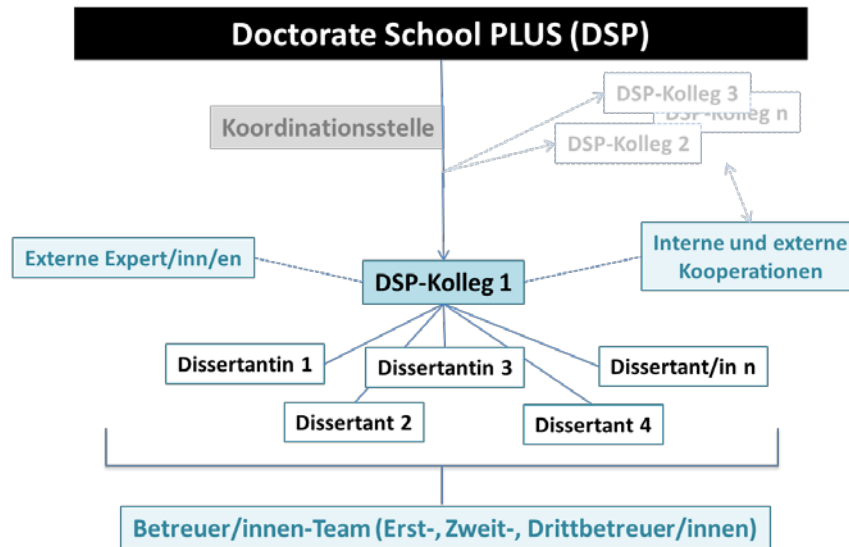 Doctorate School PLUS (DSP)
DSP-Kolleg 3
DSP-Kolleg n
Koordinationsstelle
DSP-Kolleg 2
Externe Expert/inn/en
Interne und externe
Kooperationen
DSP-Kolleg 1
Dissertantin 1
Dissertantin 3
Dissertant/in n
Dissertant 2
Dissertant 4
Betreuer/innen-Team (Erst-, Zweit-, Drittbetreuer/innen)